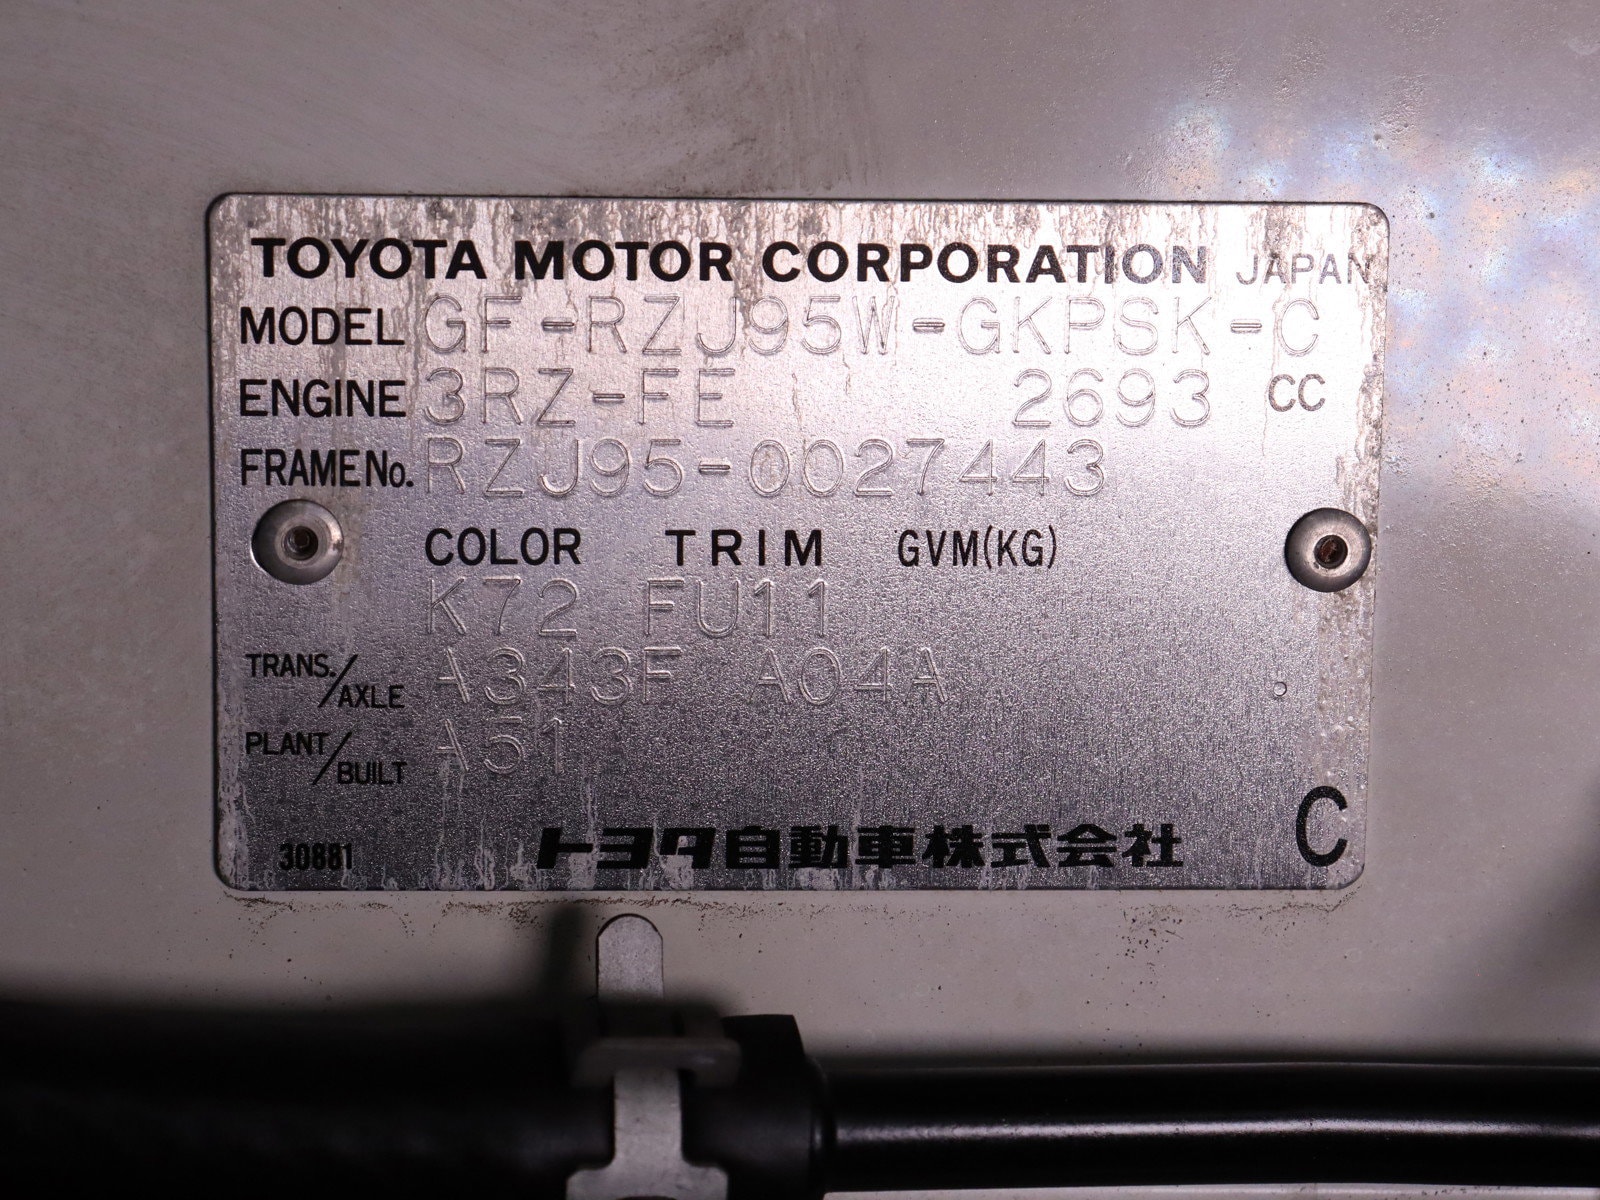 TOYOTA MOTOR CORPORATION JAPAN
MODEL GF-RZJ95W-GKPSK-C
ENGINE 3RZ-FE 2693 CC
FRAME No. RZJ95-0027443
COLOR TRIM GVM(KG)
K72 FU11
TRANS./AXLE A343F A04A
PLANT/BUILT A51
30881 トヨタ自動車株式会社 C